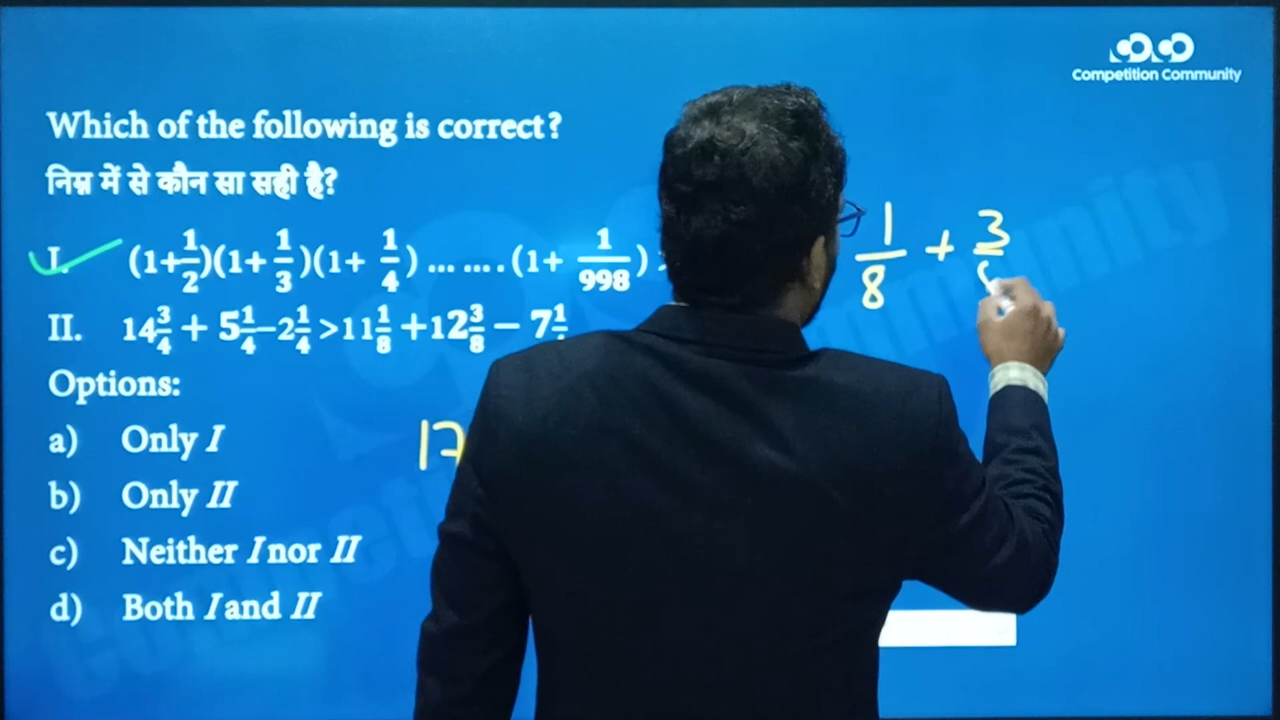 Competition Community
Which of the following is correct?
निम्न में से कौन सा सही है?
I. (1+1/2)(1+1/3)(1+ 1/4) ... .... (1+ 1/998)
II. 14 3/4 + 5 1/4 - 2 1/4 > 11 1/8 + 12 3/8 - 7
1/8 + 3/
Options:
a) Only I
b) Only II
c) Neither I nor II
d) Both I and II
17